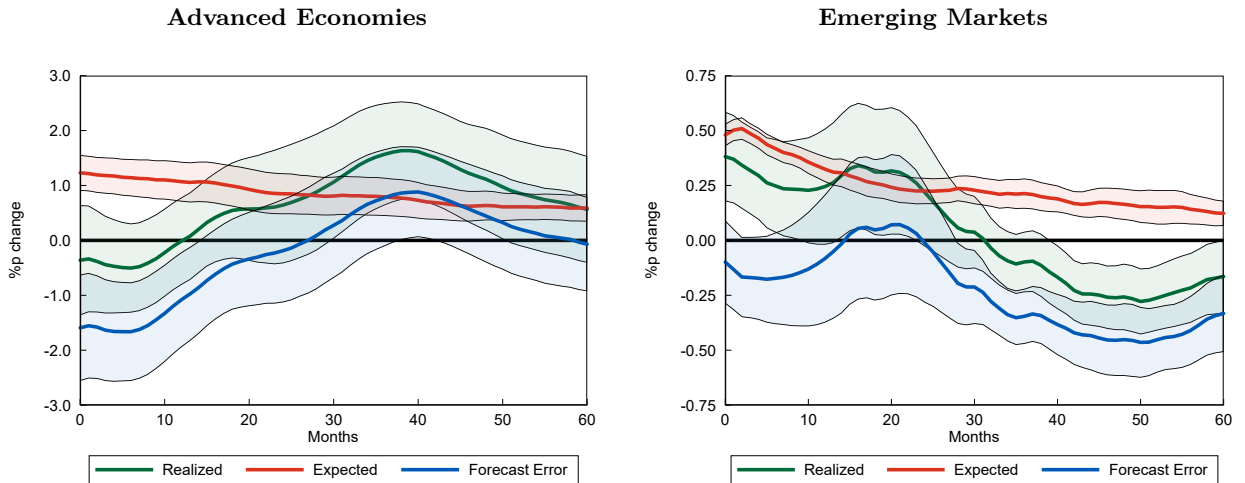 Advanced Economies
%p change
3.0
2.0
1.0
0.0
-1.0
-2.0
-3.0
0 10 20 30 40 50 60
Months
Realized Expected Forecast Error
Emerging Markets
%p change
0.75
0.50
0.25
0.00
-0.25
-0.50
-0.75
0 10 20 30 40 50 60
Months
Realized Expected Forecast Error